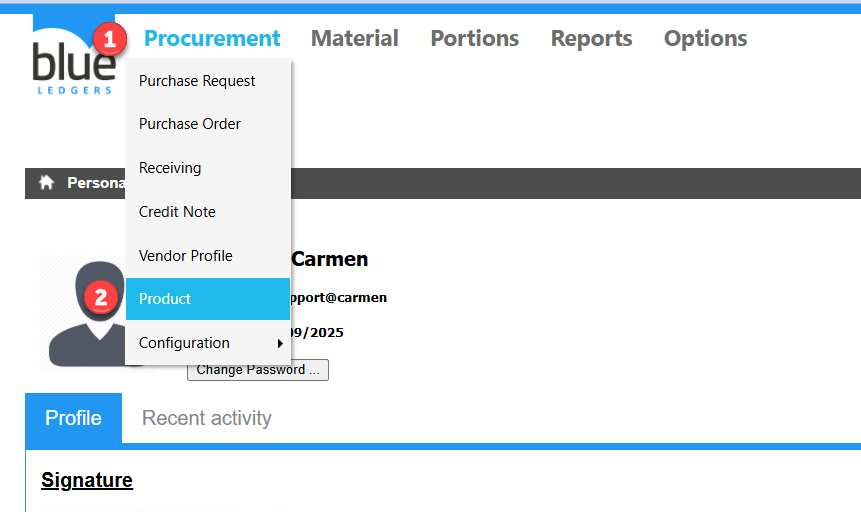 1
Procurement Material Portions Reports Options
blue
LEDGERS
Purchase Request
Purchase Order
Receiving
Persona
Credit Note
Vendor Profile
Carmen
2
Product
pport@carmen
09/2025
Configuration
Change Password ...
Profile Recent activity
Signature